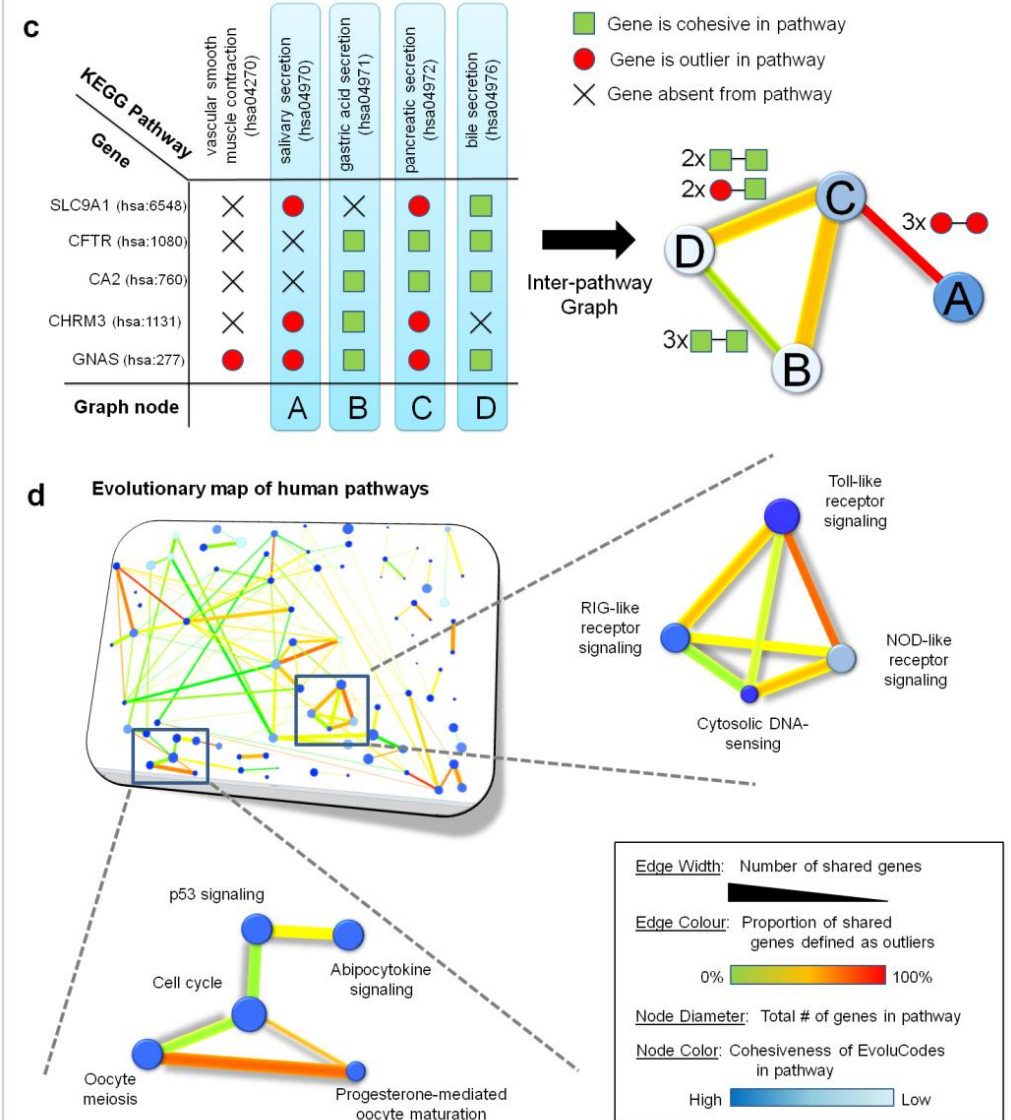 c
KEGG Pathway
Gene
vascular smooth
muscle contraction
(hsa04270)
salivary secretion
(hsa04970)
gastric acid secretion
(hsa04971)
pancreatic secretion
(hsa04972)
bile secretion
(hsa04976)
Gene is cohesive in pathway
Gene is outlier in pathway
Gene absent from pathway
SLC9A1 (hsa:6548)
CFTR (hsa:1080)
CA2 (hsa:760)
CHRM3 (hsa:1131)
GNAS (hsa:277)
Graph node A B C D
Inter-pathway
Graph
2x
2x
3x
3x
C
D
A
B
d Evolutionary map of human pathways
Toll-like
receptor
signaling
RIG-like
receptor
signaling
NOD-like
receptor
signaling
Cytosolic DNA-
sensing
p53 signaling
Abipocytokine
signaling
Cell cycle
Oocyte
meiosis
Progesterone-mediated
oocyte maturation
Edge Width: Number of shared genes
Edge Colour: Proportion of shared
genes defined as outliers
0% 100%
Node Diameter: Total # of genes in pathway
Node Color: Cohesiveness of EvoluCodes
in pathway
High Low